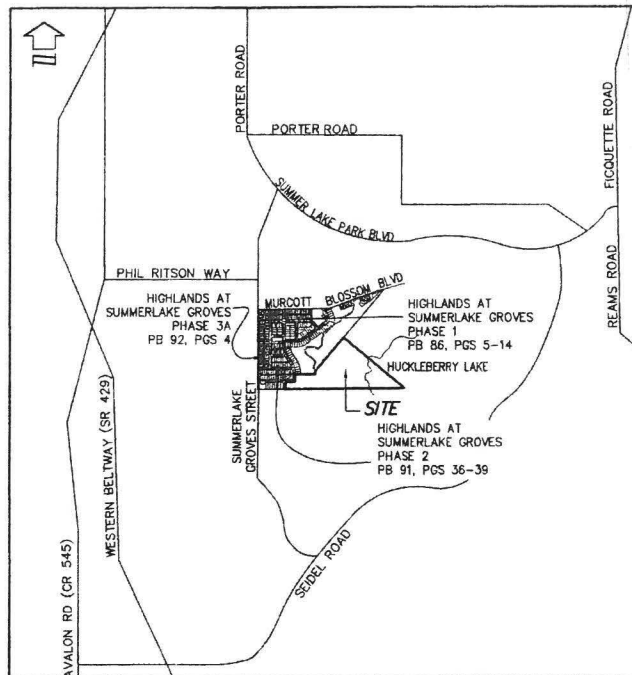 PORTER ROAD
PORTER ROAD
FICQUETTE ROAD
SUMMER LAKE PARK BLVD
REAMS ROAD
PHIL RITSON WAY
HIGHLANDS AT
SUMMERLAKE GROVES
PHASE 3A
PB 92, PGS 4
MURCOTT BLOSSOM BLVD
HIGHLANDS AT
SUMMERLAKE GROVES
PHASE 1
PB 86, PGS 5-14
HUCKLEBERRY LAKE
SITE
SUMMERLAKE
GROVES STREET
HIGHLANDS AT
SUMMERLAKE GROVES
PHASE 2
PB 91, PGS 36-39
WESTERN BELTWAY (SR 429)
SEIDEL ROAD
AVALON RD (CR 545)